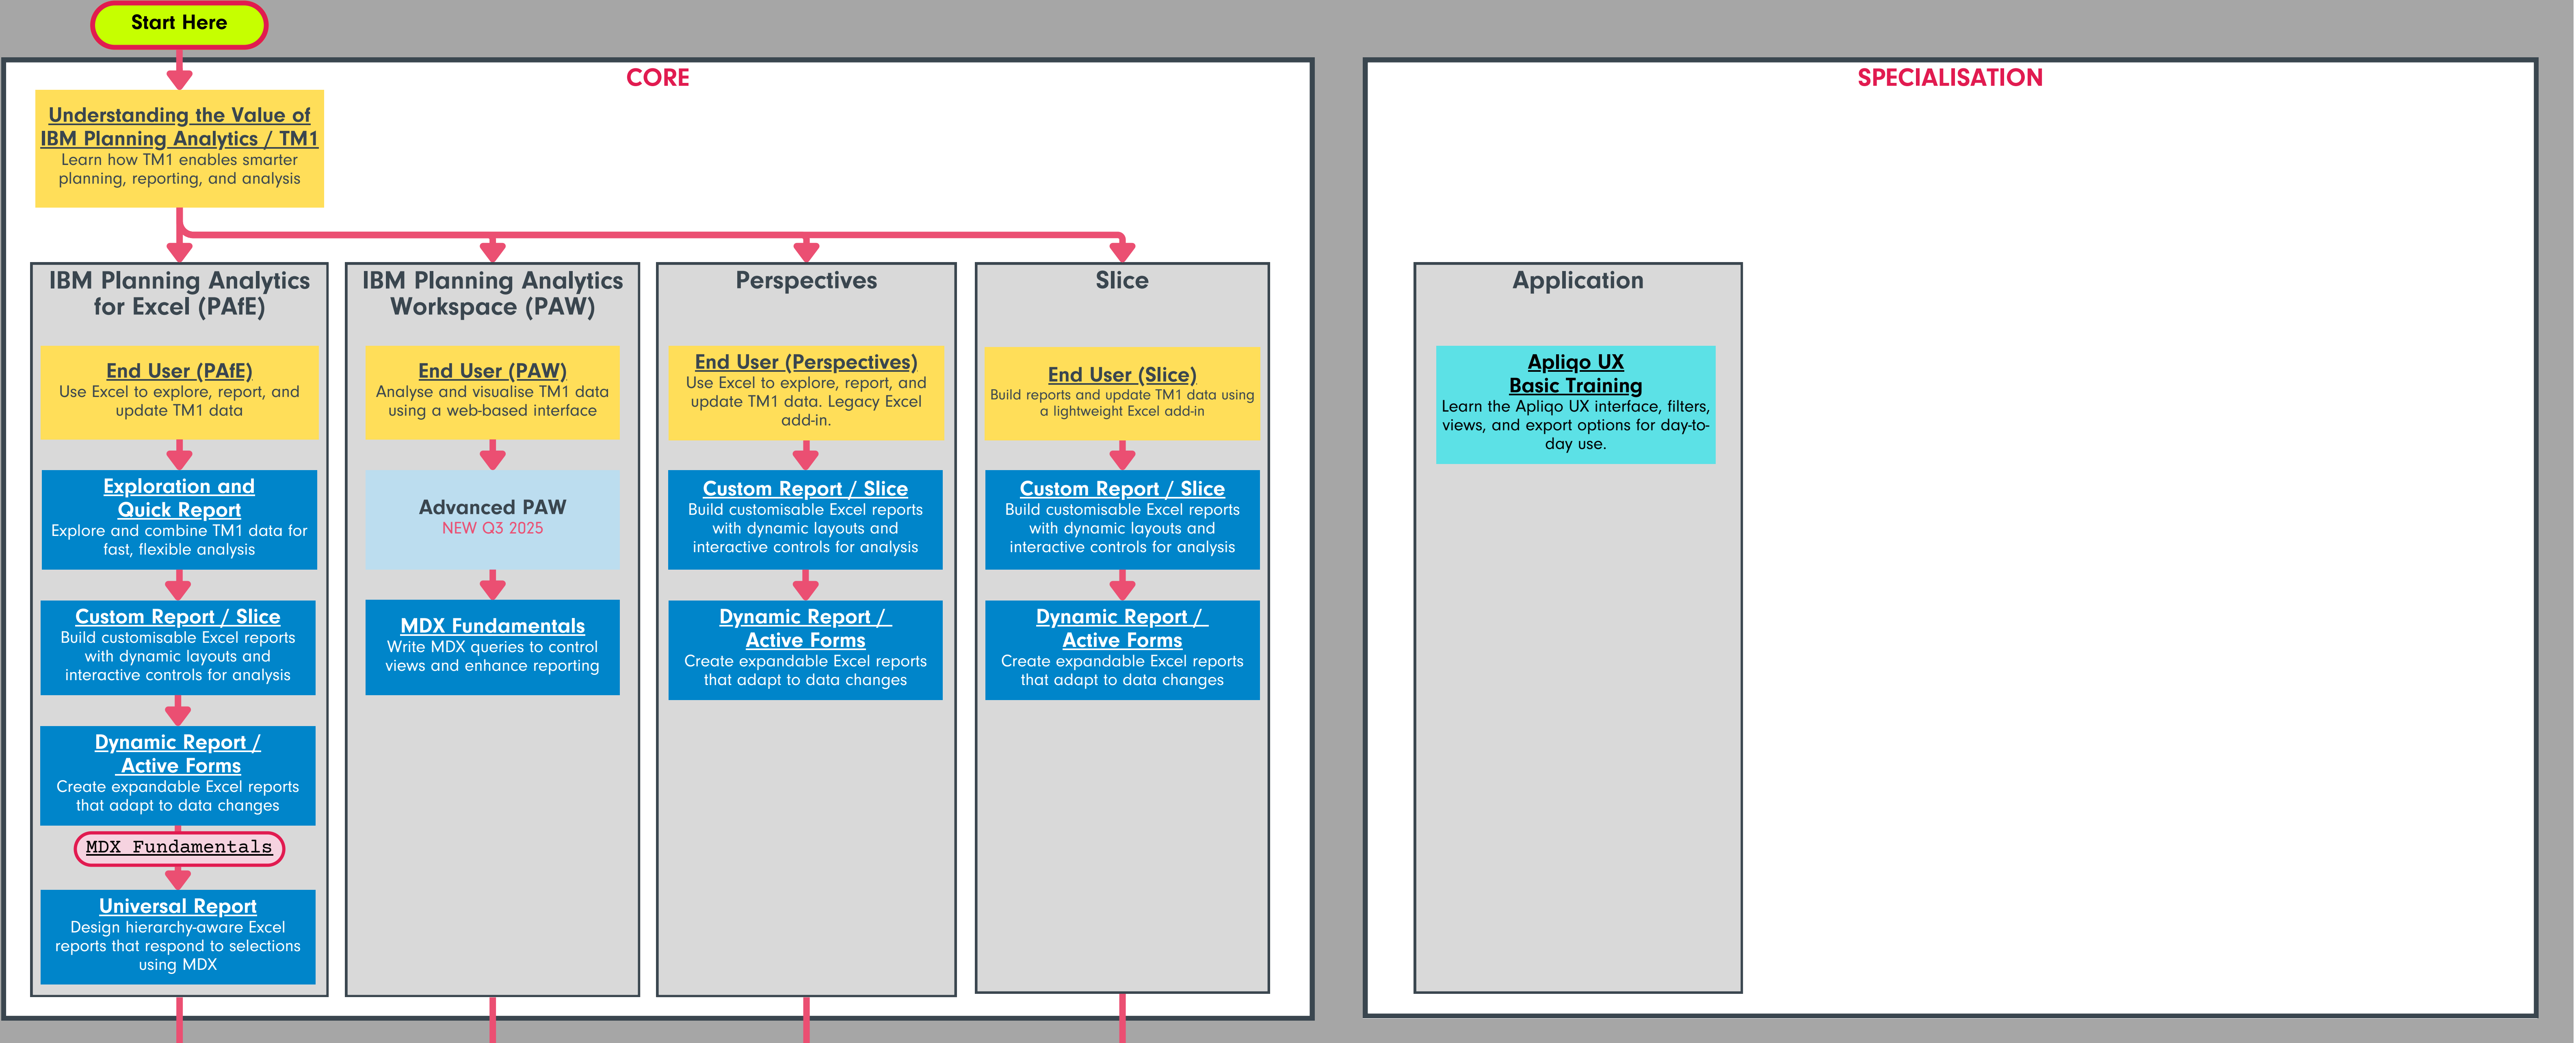 Start Here
CORE
SPECIALISATION
Understanding the Value of
IBM Planning Analytics / TM1
Learn how TM1 enables smarter
planning, reporting, and analysis
IBM Planning Analytics
for Excel (PAfE)
End User (PAfE)
Use Excel to explore, report, and
update TM1 data
Exploration and
Quick Report
Explore and combine TM1 data for
fast, flexible analysis
Custom Report / Slice
Build customisable Excel reports
with dynamic layouts and
interactive controls for analysis
Dynamic Report /
Active Forms
Create expandable Excel reports
that adapt to data changes
MDX Fundamentals
Universal Report
Design hierarchy-aware Excel
reports that respond to selections
using MDX
IBM Planning Analytics
Workspace (PAW)
End User (PAW)
Analyse and visualise TM1 data
using a web-based interface
Advanced PAW
NEW Q3 2025
MDX Fundamentals
Write MDX queries to control
views and enhance reporting
Perspectives
End User (Perspectives)
Use Excel to explore, report, and
update TM1 data. Legacy Excel
add-in.
Custom Report / Slice
Build customisable Excel reports
with dynamic layouts and
interactive controls for analysis
Dynamic Report /
Active Forms
Create expandable Excel reports
that adapt to data changes
Slice
End User (Slice)
Build reports and update TM1 data using
a lightweight Excel add-in
Custom Report / Slice
Build customisable Excel reports
with dynamic layouts and
interactive controls for analysis
Dynamic Report /
Active Forms
Create expandable Excel reports
that adapt to data changes
Application
Apliqo UX
Basic Training
Learn the Apliqo UX interface, filters,
views, and export options for day-to-
day use.